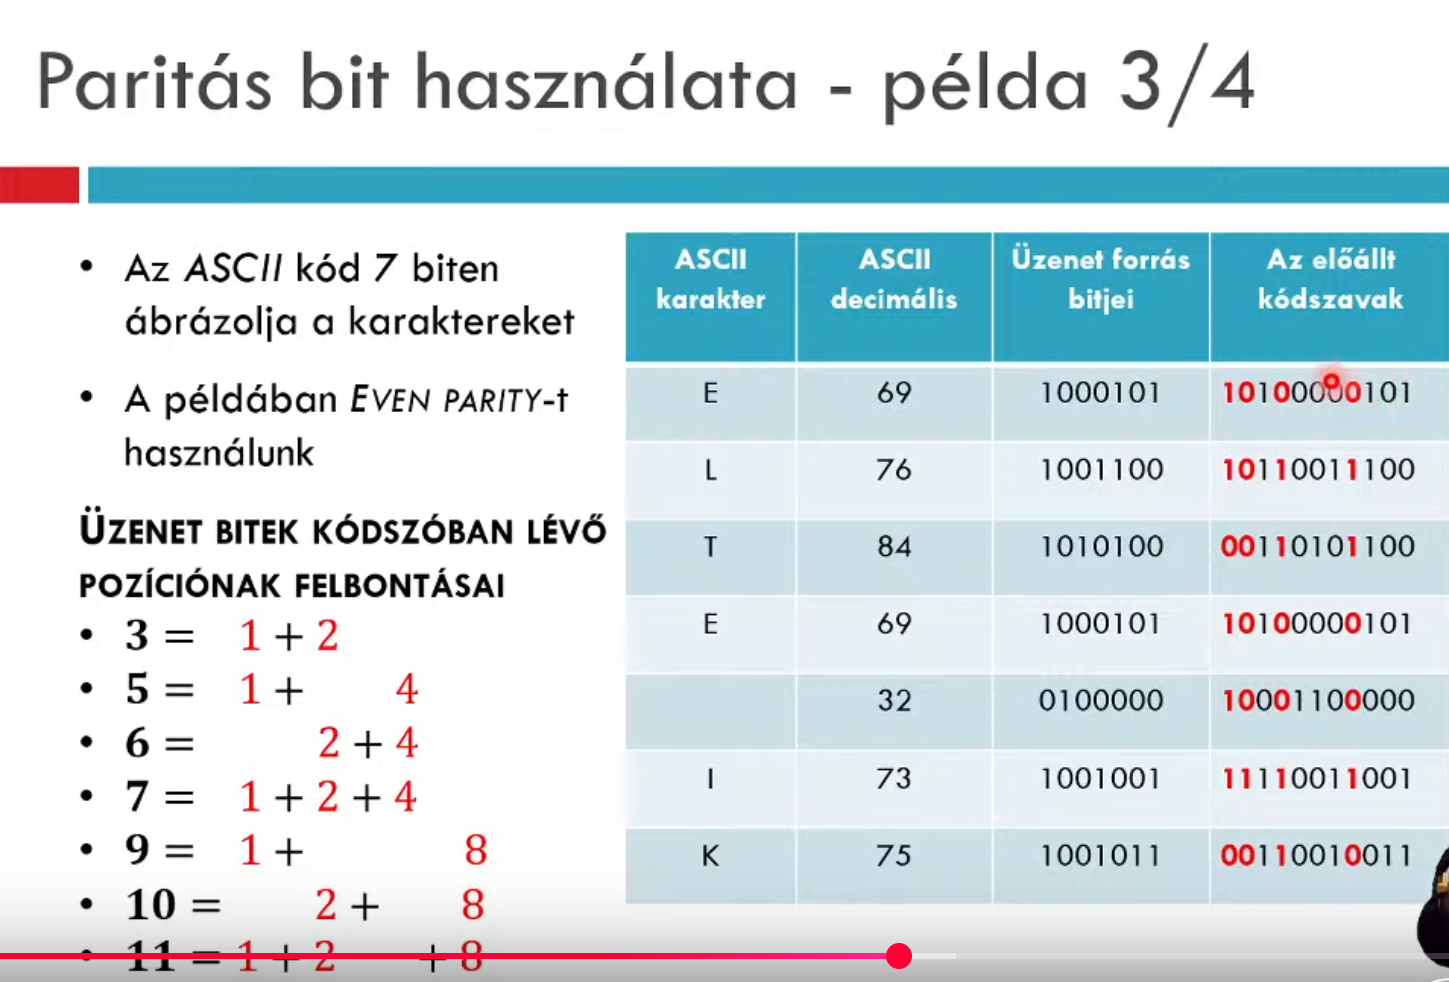 Paritás bit használata - példa 3/4
• Az ASCII kód 7 biten
ábrázolja a karaktereket
• A példában EVEN PARITY-t
használunk
ÜZENET BITEK KÓDSZÓBAN LÉVŐ
POZÍCIÓNAK FELBONTÁSAI
• 3 = 1 + 2
• 5 = 1 + 4
• 6 = 2 + 4
• 7 = 1 + 2 + 4
• 9 = 1 + 8
• 10 = 2 + 8
• 11 = 1 + 2 + 8
ASCII karakter ASCII decimális Üzenet forrás bitjei Az előállt kódszavak
E 69 1000101 10100000101
L 76 1001100 10110011100
T 84 1010100 00110101100
E 69 1000101 10100000101
32 0100000 10001100000
I 73 1001001 11110011001
K 75 1001011 00110010011